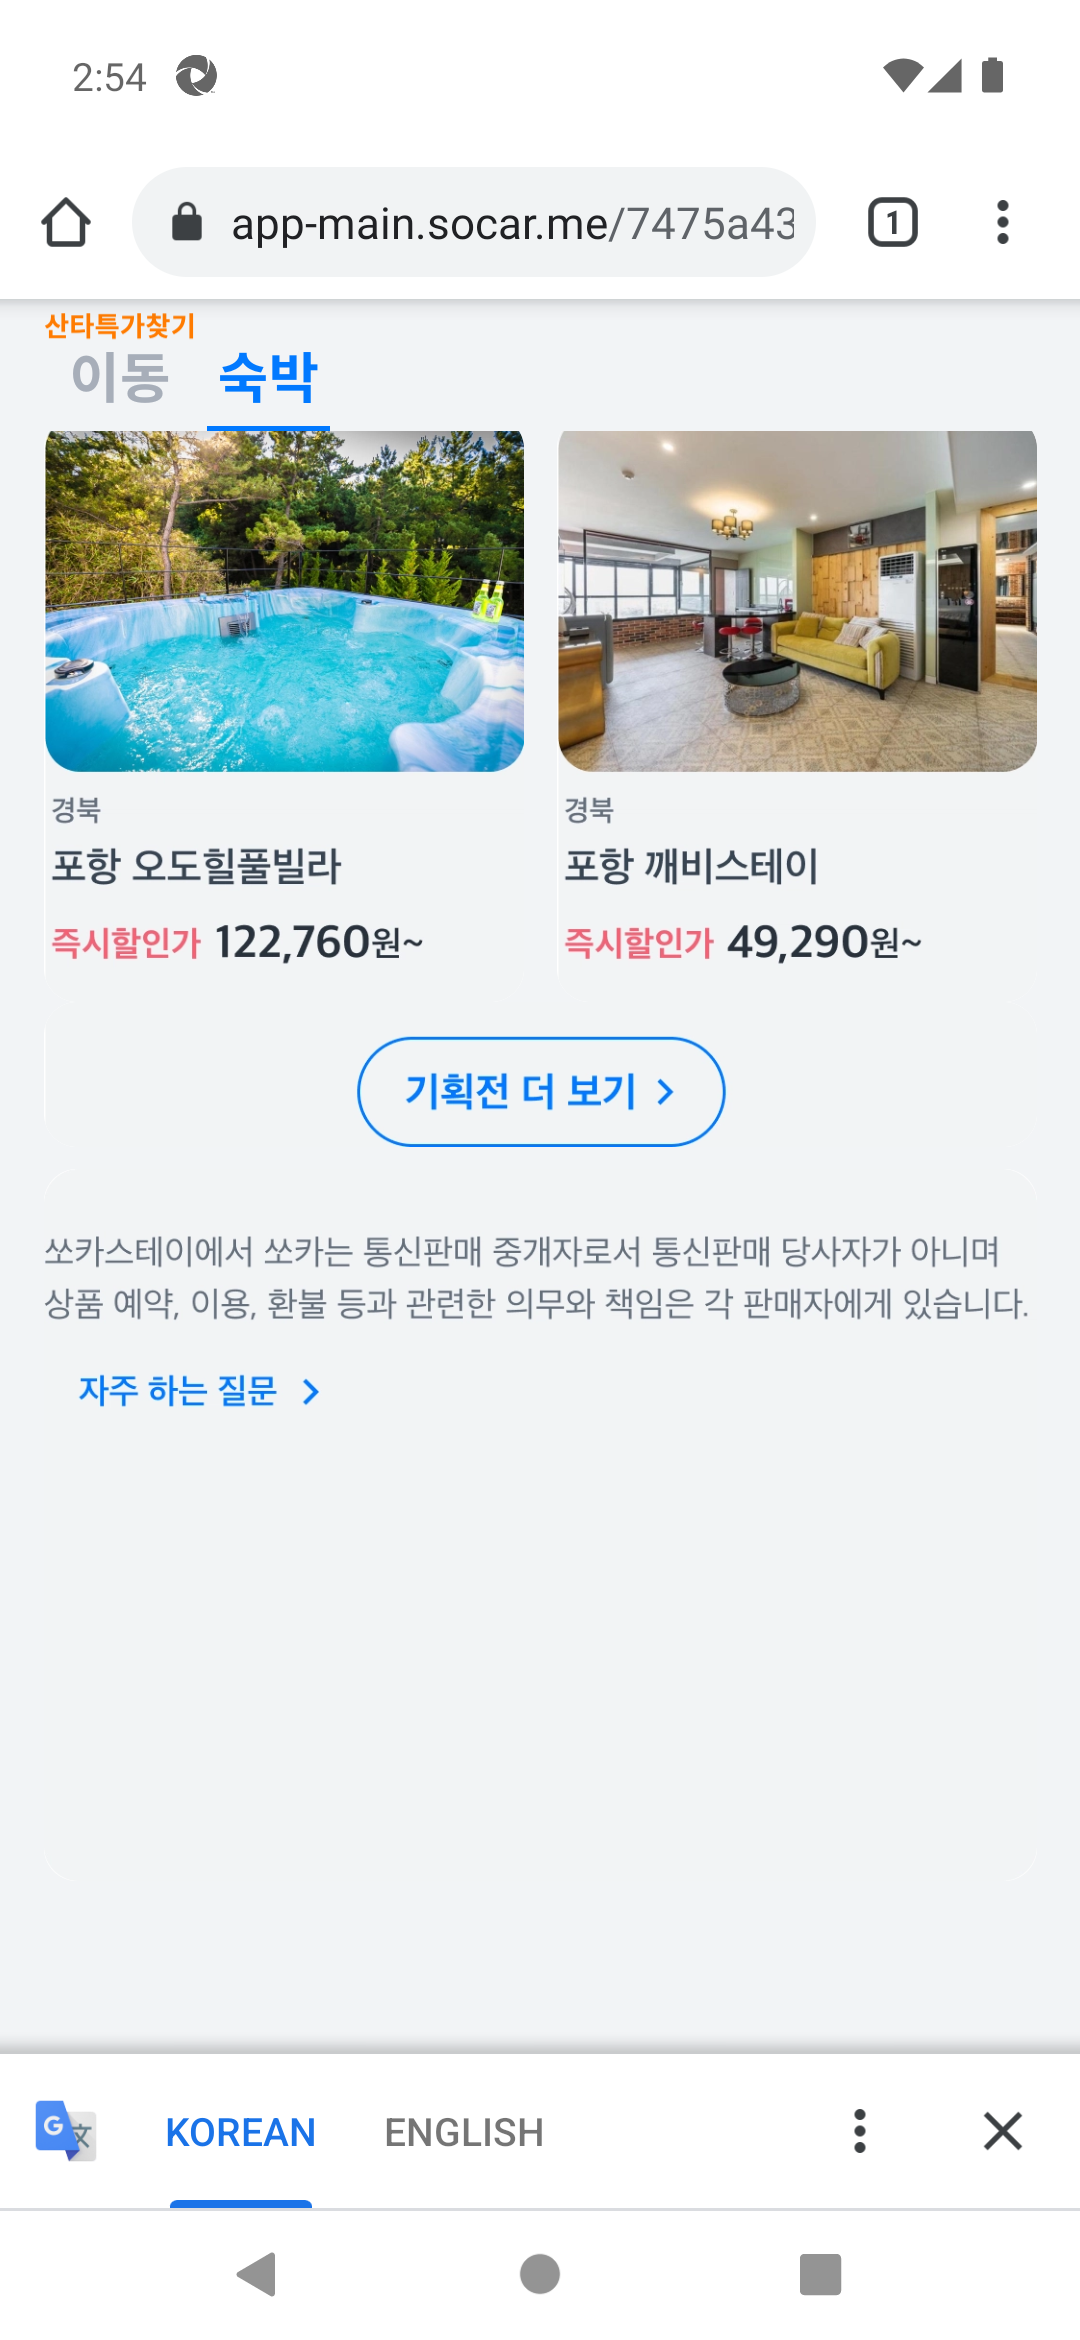 2:54
app-main.socar.me/7475a43
1
산타특가찾기
이동 숙박
경북
포항 오도힐풀빌라
즉시할인가 122,760원~
경북
포항 깨비스테이
즉시할인가 49,290원~
기획전 더 보기
쏘카스테이에서 쏘카는 통신판매 중개자로서 통신판매 당사자가 아니며
상품 예약, 이용, 환불 등과 관련한 의무와 책임은 각 판매자에게 있습니다.
자주 하는 질문
KOREAN ENGLISH